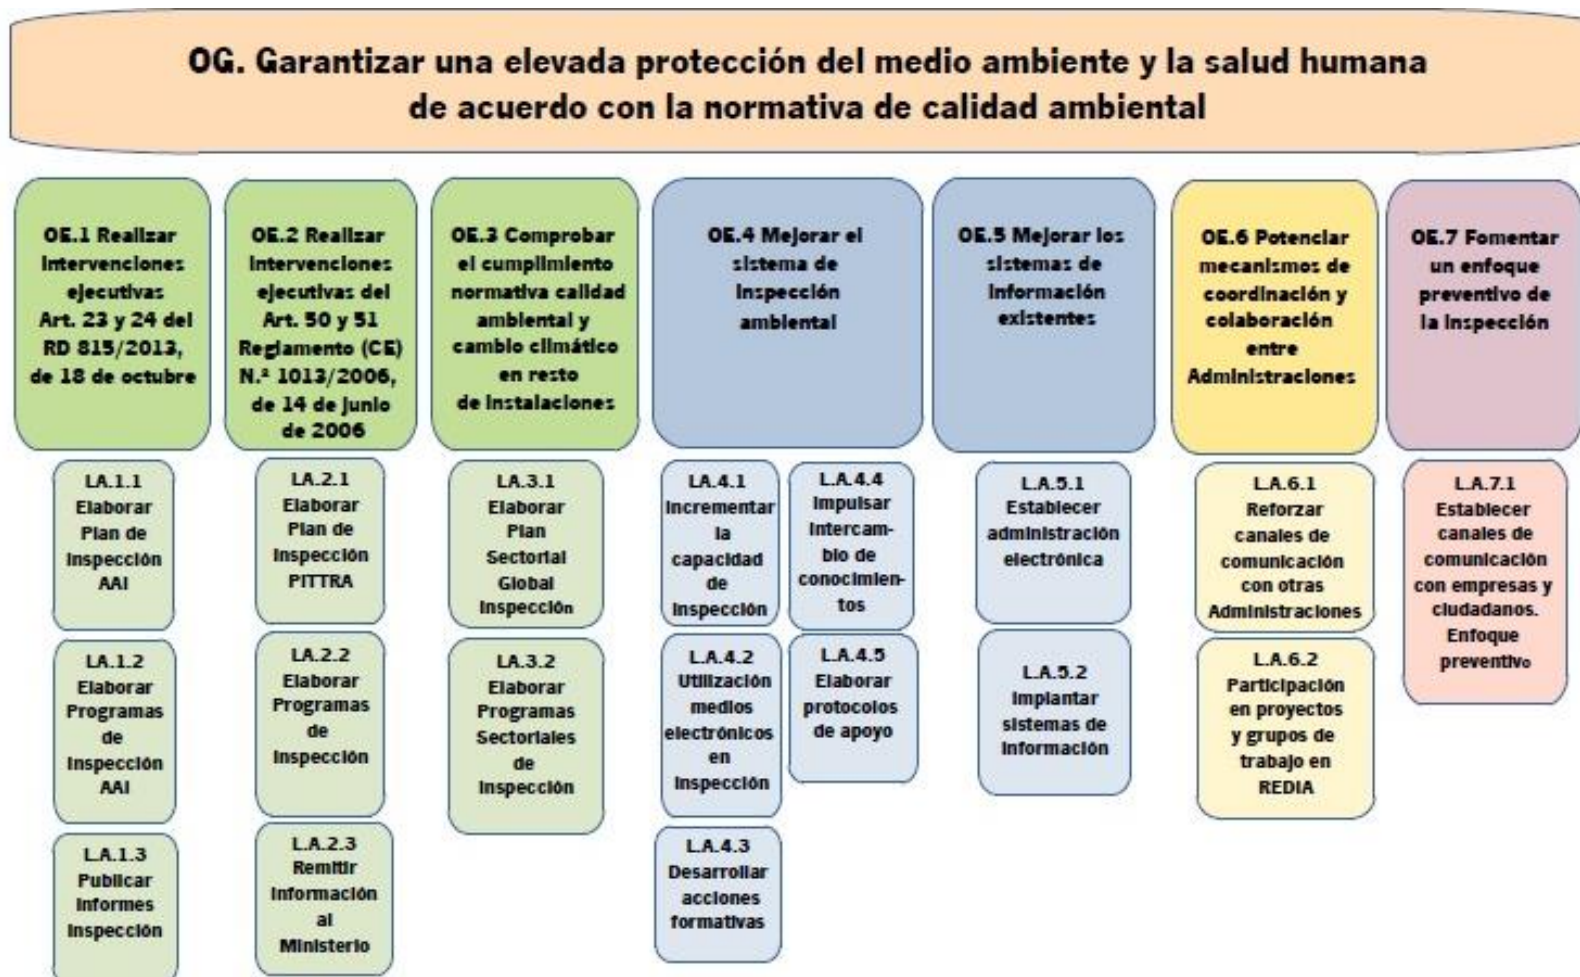 OG. Garantizar una elevada protección del medio ambiente y la salud humana
de acuerdo con la normativa de calidad ambiental
OE.1 Realizar
intervenciones
ejecutivas
Art. 23 y 24 del
RD 815/2013,
de 18 de octubre
OE.2 Realizar
intervenciones
ejecutivas del
Art. 50 y 51
Reglamento (CE)
N.º 1013/2006,
de 14 de junio
de 2006
OE.3 Comprobar
el cumplimiento
normativa calidad
ambiental y
cambio climático
en resto
de instalaciones
OE.4 Mejorar el
sistema de
inspección
ambiental
OE.5 Mejorar los
sistemas de
información
existentes
OE.6 Potenciar
mecanismos de
coordinación y
colaboración
entre
Administraciones
OE.7 Fomentar
un enfoque
preventivo de
la inspección
LA.1.1
Elaborar
Plan de
Inspección
AAI
LA.1.2
Elaborar
Programas
de
Inspección
AAI
L.A.1.3
Publicar
Informes
Inspección
LA.2.1
Elaborar
Plan de
Inspección
PITTRA
LA.2.2
Elaborar
Programas
de
Inspección
L.A.2.3
Remitir
Información
al
Ministerio
LA.3.1
Elaborar
Plan
Sectorial
Global
Inspección
LA.3.2
Elaborar
Programas
Sectoriales
de
Inspección
LA.4.1
Incrementar
la
capacidad
de
Inspección
L.A.4.2
Utilización
medios
electrónicos
en
Inspección
L.A.4.3
Desarrollar
acciones
formativas
L.A.4.4
Impulsar
Intercam-
bio de
conocimien-
tos
L.A.4.5
Elaborar
protocolos
de apoyo
L.A.5.1
Establecer
administración
electrónica
L.A.5.2
Implantar
sistemas de
Información
L.A.6.1
Reforzar
canales de
comunicación
con otras
Administraciones
L.A.6.2
Participación
en proyectos
y grupos de
trabajo en
REDIA
L.A.7.1
Establecer
canales de
comunicación
con empresas y
ciudadanos.
Enfoque
preventivo